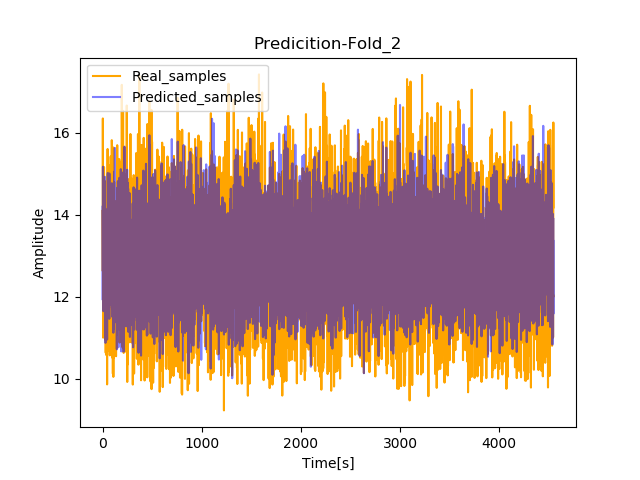 Predicition-Fold_2
Real_samples
Predicted_samples
16
14
12
10
Amplitude
0 1000 2000 3000 4000
Time[s]